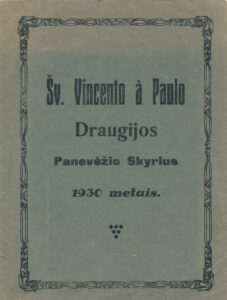 Šv. Vincento à Paulo
Draugijos
Panevėžio Skyrius
1930 metais.